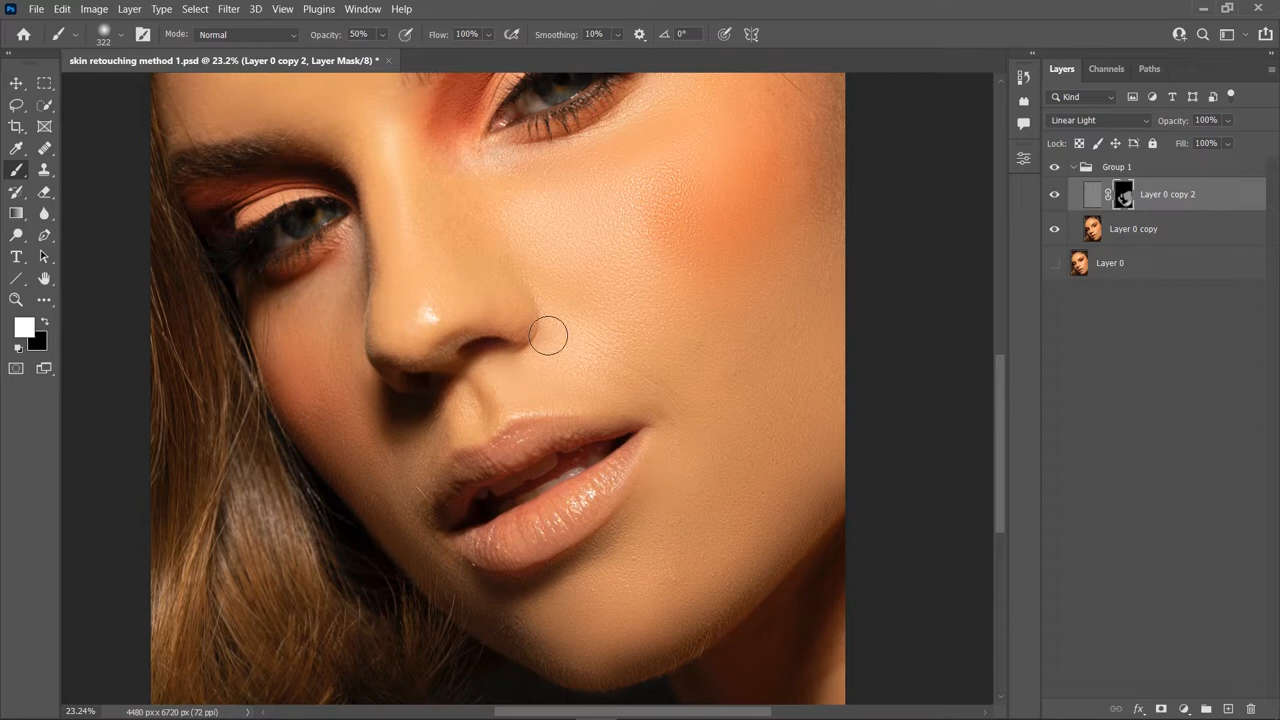 Ps File Edit Image Layer Type Select Filter 3D View Plugins Window Help
322 Mode: Normal Opacity: 50% Flow: 100% Smoothing: 10% 0°
skin retouching method 1.psd @ 23.2% (Layer 0 copy 2, Layer Mask/8) *
Layers Channels Paths
Kind
Linear Light Opacity: 100%
Lock: Fill: 100%
Group 1
Layer 0 copy 2
Layer 0 copy
Layer 0
23.24% 4480 px x 6720 px (72 ppi)